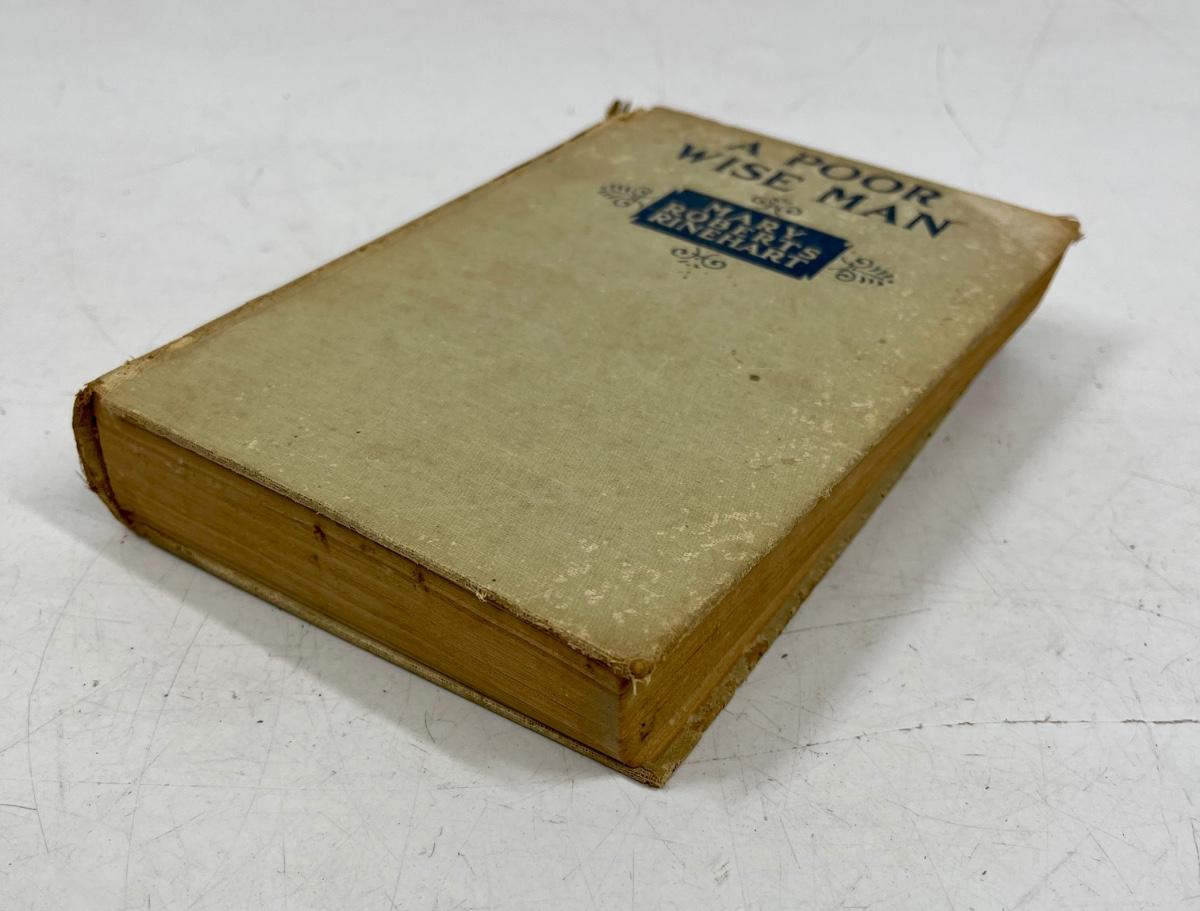 A POOR
WISE MAN
MARY
ROBERTS
RINEHART